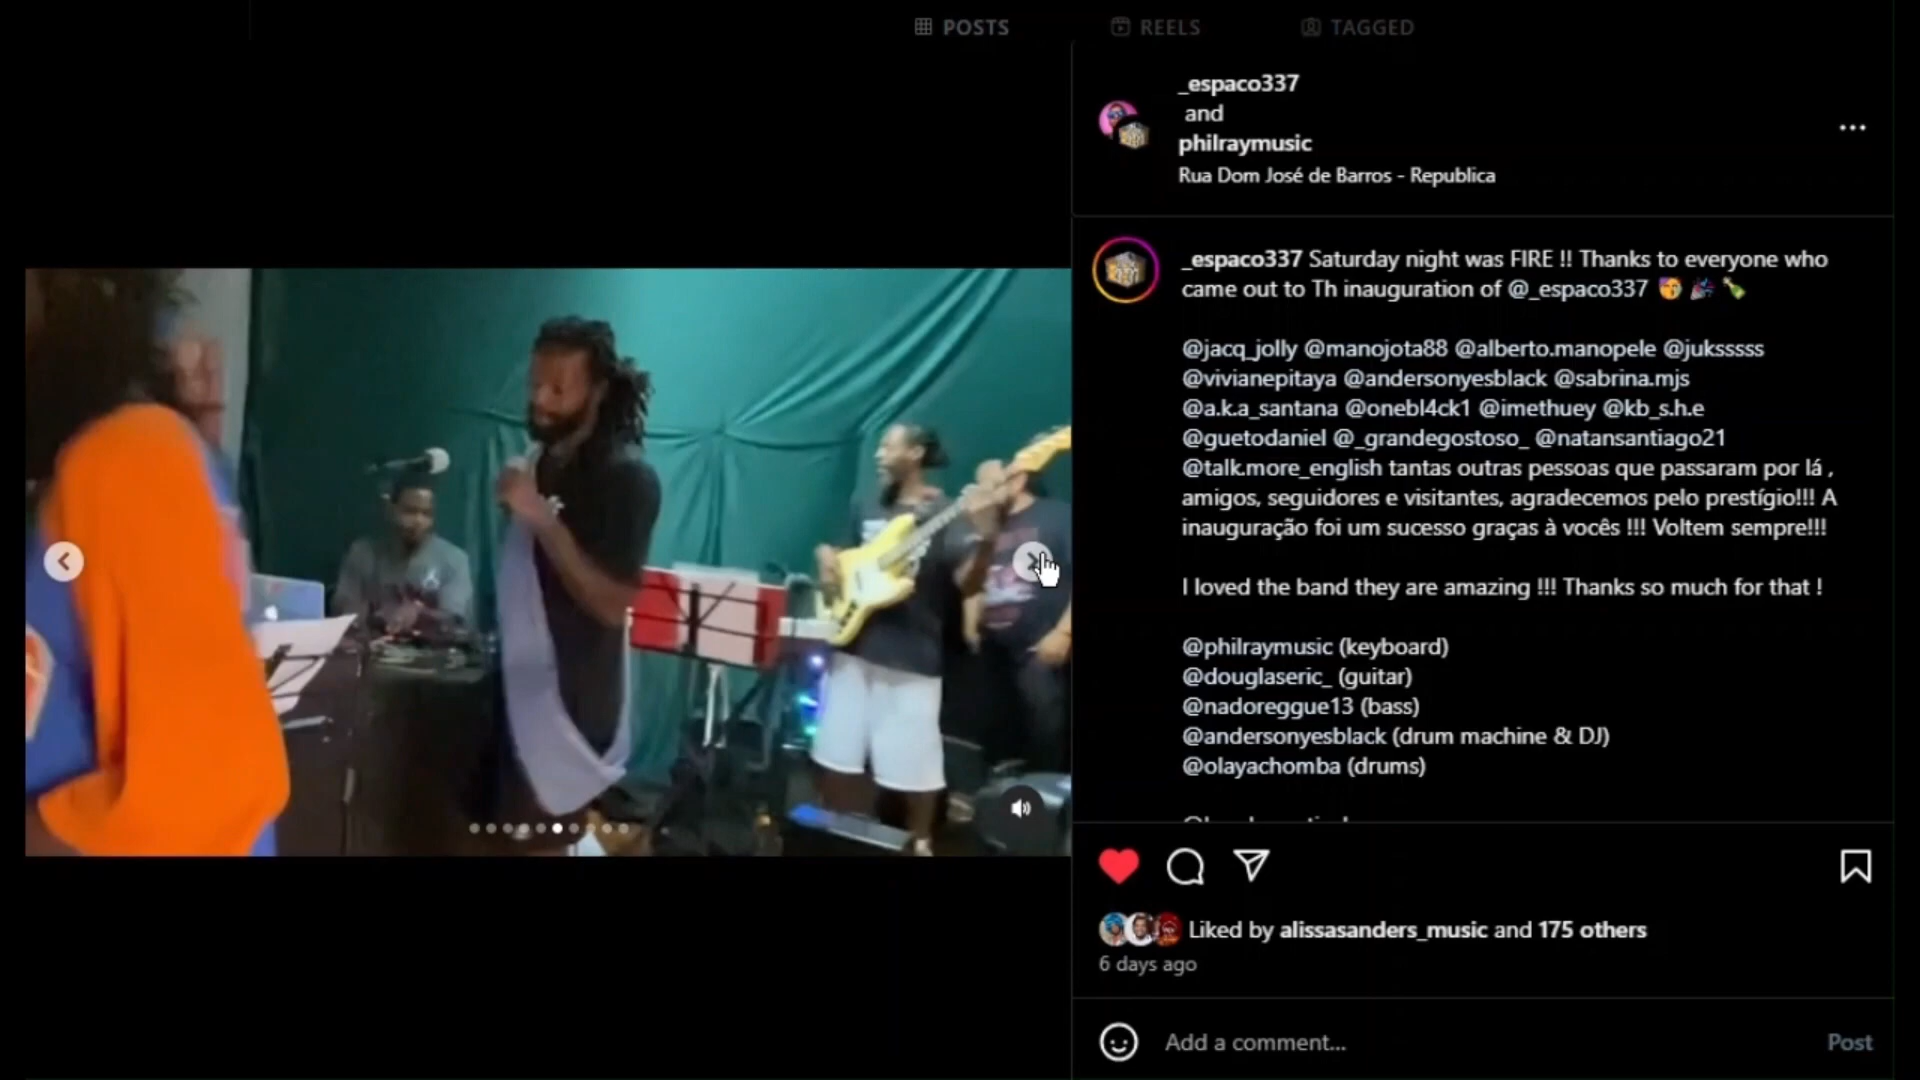 POSTS
REELS
TAGGED
_espaco337
and
philraymusic
Rua Dom José de Barros - Republica
_espaco337 Saturday night was FIRE !! Thanks to everyone who
came out to Th inauguration of @_espaco337 🥳 🎉 🍾
@jacq_jolly @manojota88 @alberto.manopele @juksssss
@vivianepitaya @andersonyesblack @sabrina.mjs
@a.k.a_santana @onebl4ck1 @imethuey @kb_s.h.e
@guetodaniel @_grandegostoso_ @natansantiago21
@talk.more_english tantas outras pessoas que passaram por lá ,
amigos, seguidores e visitantes, agradecemos pelo prestígio!!! A
inauguração foi um sucesso graças à vocês !!! Voltem sempre!!!
I loved the band they are amazing !!! Thanks so much for that !
@philraymusic (keyboard)
@douglaseric_ (guitar)
@nadoreggue13 (bass)
@andersonyesblack (drum machine & DJ)
@olayachomba (drums)
Liked by alissasanders_music and 175 others
6 days ago
Add a comment...
Post